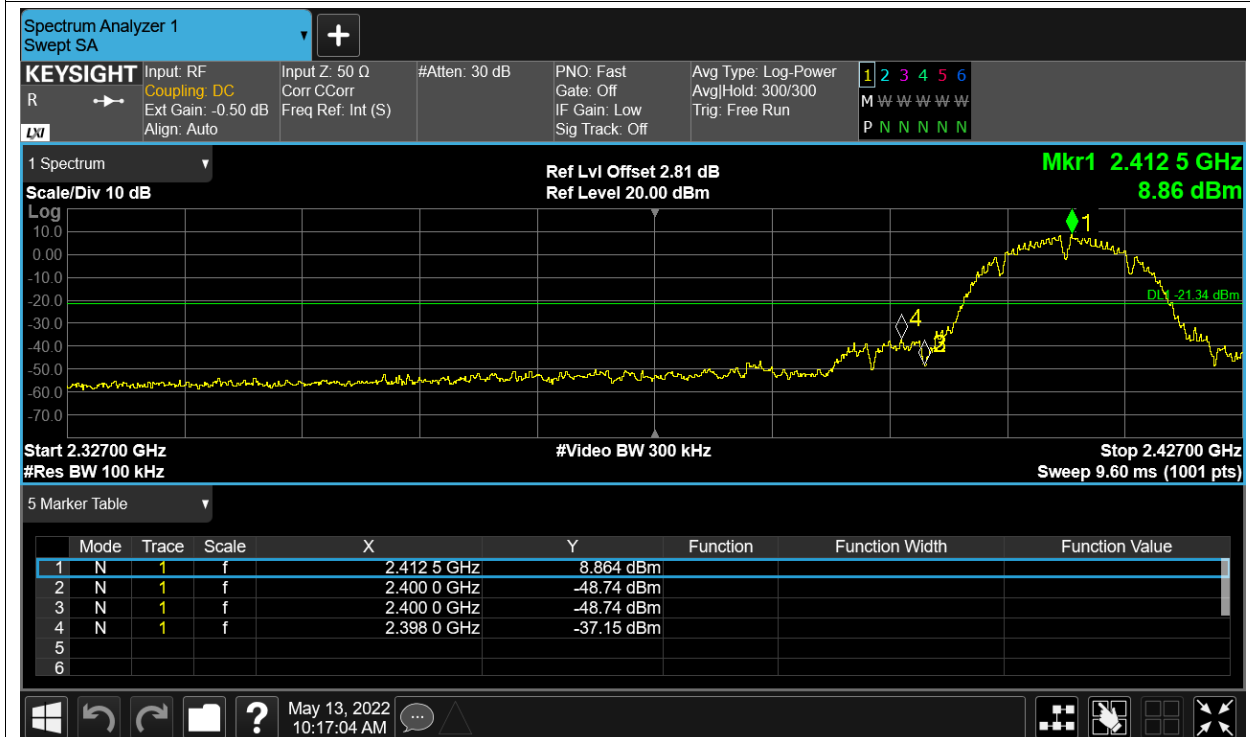 Spectrum Analyzer 1
Swept SA
+
KEYSIGHT Input: RF Input Z: 50 Ω #Atten: 30 dB PNO: Fast Avg Type: Log-Power 1 2 3 4 5 6
R Coupling: DC Corr CCorr Gate: Off Avg|Hold: 300/300 M W W W W W W
Ext Gain: -0.50 dB Freq Ref: Int (S) IF Gain: Low Trig: Free Run
LXI Align: Auto Sig Track: Off P N N N N N N
1 Spectrum
Scale/Div 10 dB
Ref Lvl Offset 2.81 dB
Ref Level 20.00 dBm
Mkr1 2.412 5 GHz
8.86 dBm
Log
10.0
0.00
-10.0
-20.0
-30.0
-40.0
-50.0
-60.0
-70.0
1
DL1 -21.34 dBm
4
Start 2.32700 GHz #Video BW 300 kHz Stop 2.42700 GHz
#Res BW 100 kHz Sweep 9.60 ms (1001 pts)
5 Marker Table
Mode Trace Scale X Y Function Function Width Function Value
1 N 1 f 2.412 5 GHz 8.864 dBm
2 N 1 f 2.400 0 GHz -48.74 dBm
3 N 1 f 2.400 0 GHz -48.74 dBm
4 N 1 f 2.398 0 GHz -37.15 dBm
5
6
?
May 13, 2022
10:17:04 AM